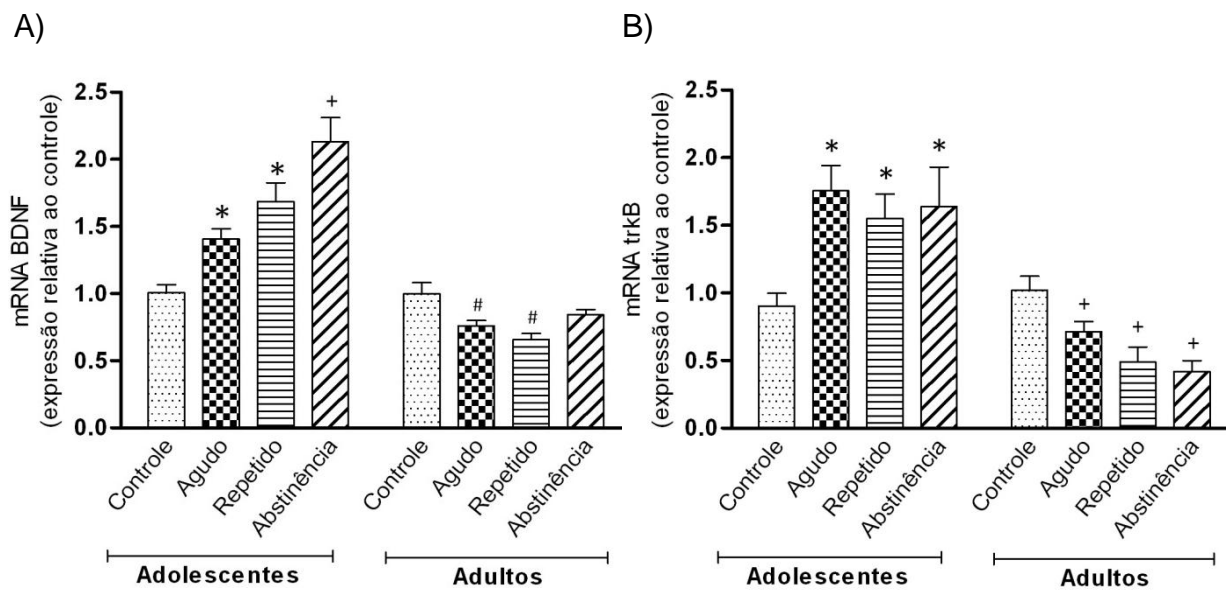 A)
mRNA BDNF
(expressão relativa ao controle)
2.5
2.0
1.5
1.0
0.5
0.0
*
*
+
#
#
Controle
Agudo
Repetido
Abstinência
Controle
Agudo
Repetido
Abstinência
Adolescentes
Adultos
B)
mRNA trkB
(expressão relativa ao controle)
2.5
2.0
1.5
1.0
0.5
0.0
*
*
*
+
+
+
Controle
Agudo
Repetido
Abstinência
Controle
Agudo
Repetido
Abstinência
Adolescentes
Adultos